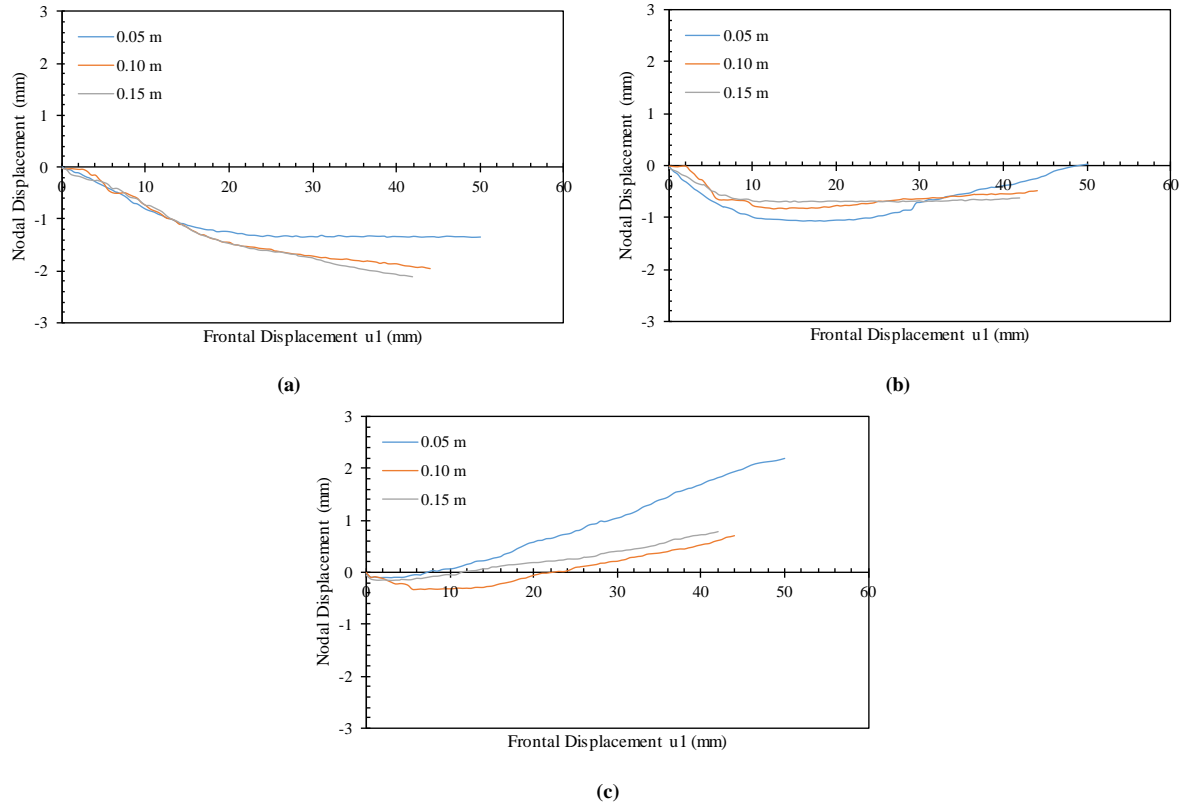 3
2
1
0
-1
-2
-3
0 10 20 30 40 50 60
Nodal Displacement (mm)
Frontal Displacement u1 (mm)
0.05 m
0.10 m
0.15 m
(a)
3
2
1
0
-1
-2
-3
0 10 20 30 40 50 60
Nodal Displacement (mm)
Frontal Displacement u1 (mm)
0.05 m
0.10 m
0.15 m
(b)
3
2
1
0
-1
-2
-3
0 10 20 30 40 50 60
Nodal Displacement (mm)
Frontal Displacement u1 (mm)
0.05 m
0.10 m
0.15 m
(c)